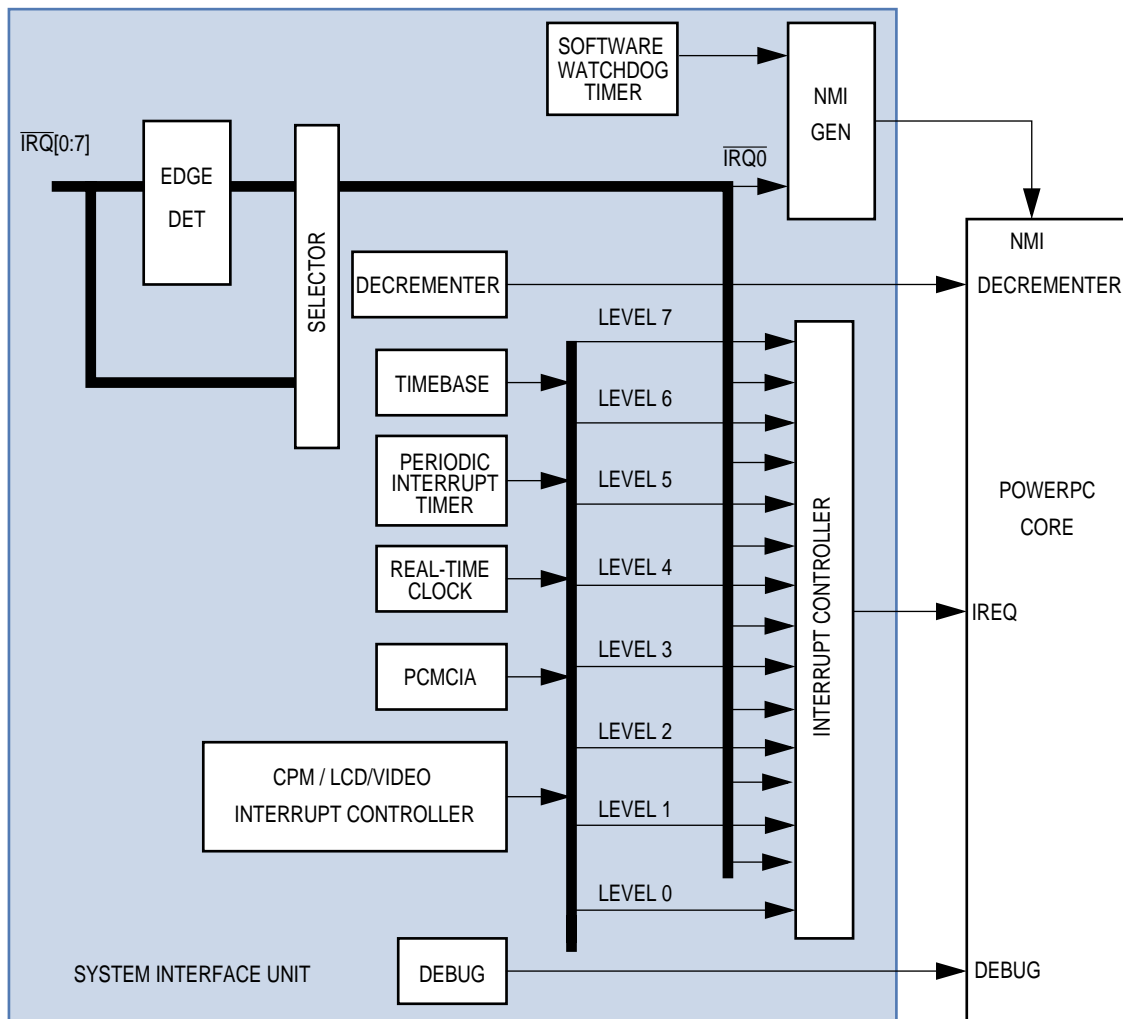 SOFTWARE
WATCHDOG
TIMER
NMI
GEN
IRQ[0:7]
EDGE
DET
SELECTOR
IRQ0
NMI
DECREMENTER
DECREMENTER
LEVEL 7
TIMEBASE
LEVEL 6
PERIODIC
INTERRUPT
TIMER
LEVEL 5
REAL-TIME
CLOCK
LEVEL 4
PCMCIA
LEVEL 3
LEVEL 2
CPM / LCD/VIDEO
INTERRUPT CONTROLLER
LEVEL 1
LEVEL 0
INTERRUPT CONTROLLER
POWERPC
CORE
IREQ
SYSTEM INTERFACE UNIT
DEBUG
DEBUG